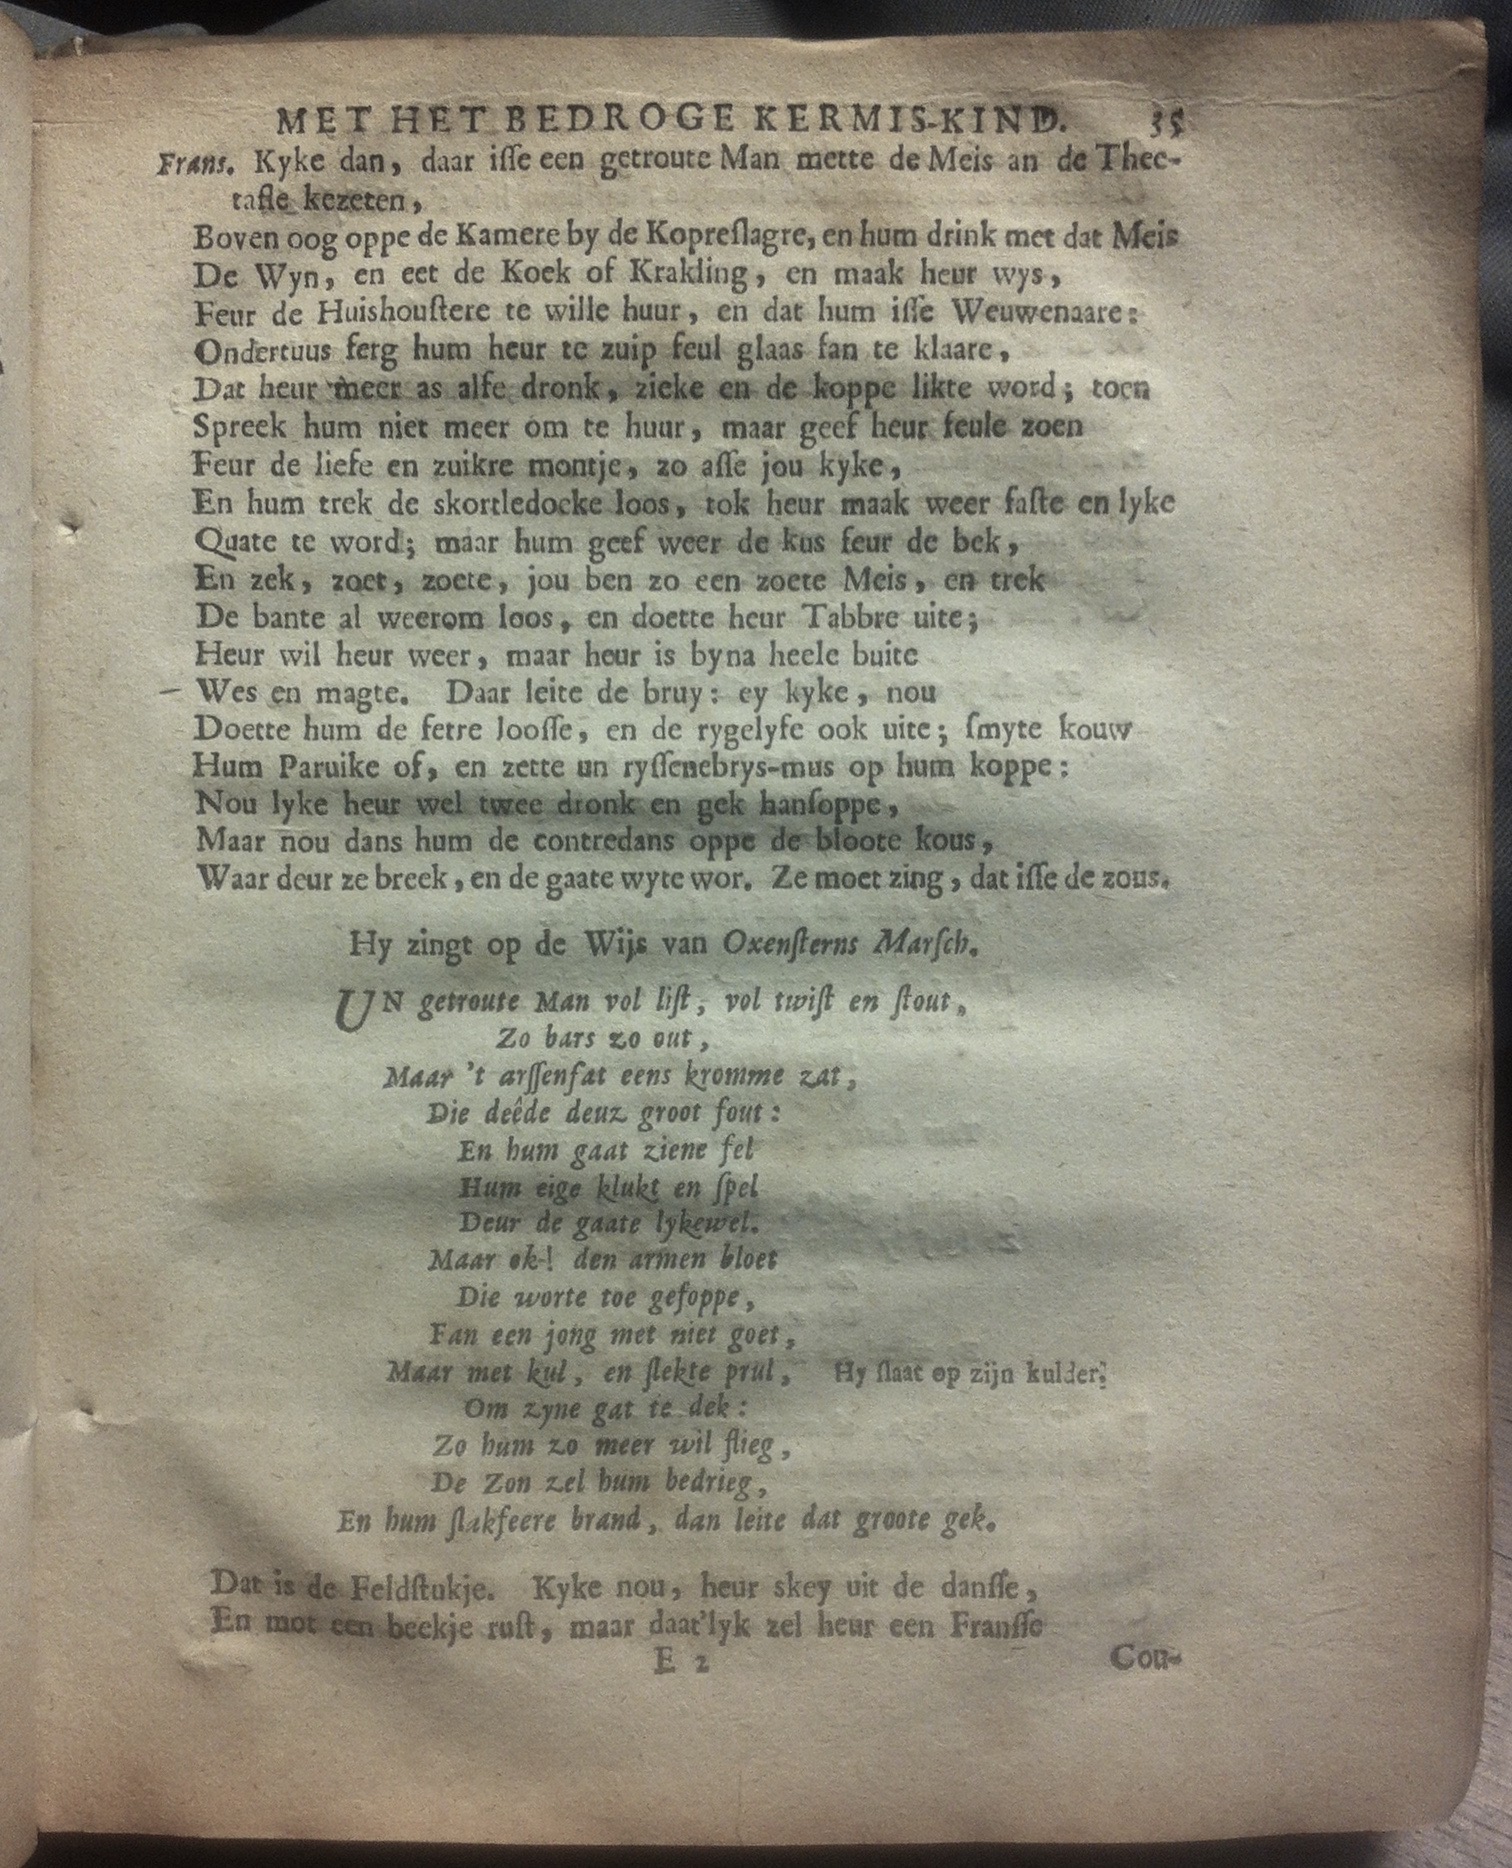 MET HET BEDROGE KERMIS-KIND. 35
Frans. Kyke dan, daar iſſe een getroute Man mette de Meis an de Thee-
tafle kezeten,
Boven oog oppe de Kamere by de Kopreſlagre, en hum drink met dat Meis
De Wyn, en eet de Koek of Krakling, en maak heur wys,
Feur de Huishouſtere te wille huur, en dat hum iſſe Weuwenaare:
Ondertuus ferg hum heur te zuip feul glaas fan te klaare,
Dat heur meer as alfe dronk, zieke en de koppe likte word; toen
Spreek hum niet meer om te huur, maar geef heur feule zoen
Feur de liefe en zuikre montje, zo aſſe jou kyke,
En hum trek de skortledoeke loos, tok heur maak weer faſte en lyke
Quate te word; maar hum geef weer de kus feur de bek,
En zek, zoet, zoete, jou ben zo een zoete Meis, en trek
De bante al weerom loos, en doette heur Tabbre uite;
Heur wil heur weer, maar heur is byna heele buite
Wes en magte. Daar leite de bruy: ey kyke, nou
Doette hum de fetre looſſe, en de rygelyfe ook uite; ſmyte kouw
Hum Paruike of, en zette un ryſſenebrys-mus op hum koppe:
Nou lyke heur wel twee dronk en gek hanſoppe,
Maar nou dans hum de contredans oppe de bloote kous,
Waar deur ze breek, en de gaate wyte wor. Ze moet zing, dat iſſe de zous.
Hy zingt op de Wijs van Oxenſterns Marſch.
UN getroute Man vol liſt, vol twiſt en ſtout,
Zo bars zo out,
Maar 't arſſenfat eens kromme zat,
Die deêde deuz groot fout:
En hum gaat ziene fel
Hum eige klukt en ſpel
Deur de gaate lykewel.
Maar ok! den armen bloet
Die worte toe gefoppe,
Fan een jong met niet goet,
Maar met kul, en ſlekte prul, Hy ſlaat op zijn kulder.
Om zyne gat te dek:
Zo hum zo meer wil flieg,
De Zon zel hum bedrieg,
En hum ſlakfeere brand, dan leite dat groote gek.
Dat is de Feldſtukje. Kyke nou, heur skey uit de danſſe,
En mot een beekje ruſt, maar daat'lyk zel heur een Franſſe
E 2 Cou-